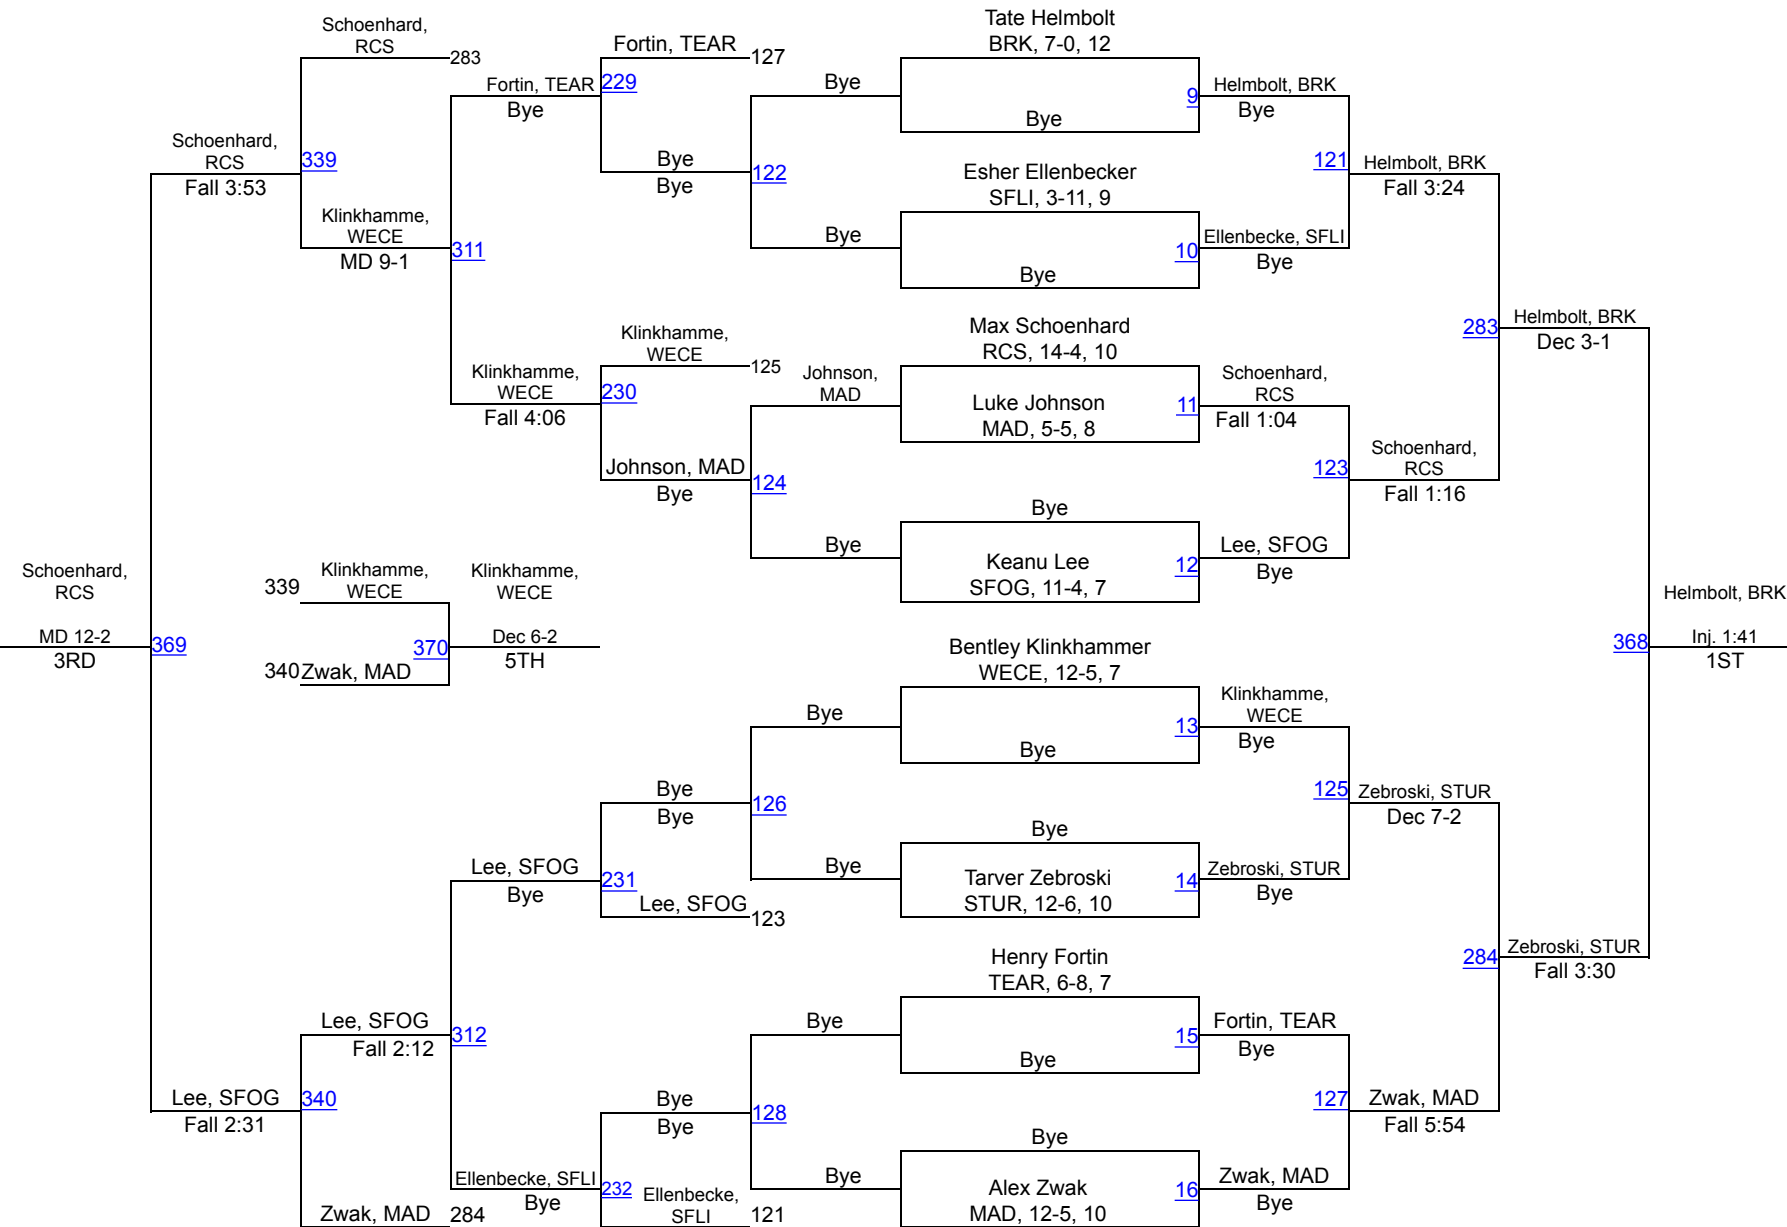 Schoenhard,
RCS
283
Schoenhard,
RCS
Fall 3:53
339
Klinkhamme,
WECE
MD 9-1
311
Fortin, TEAR
Bye
229
Fortin, TEAR
127
Bye
Bye
122
Bye
Bye
Klinkhamme,
WECE
Fall 4:06
230
Klinkhamme,
WECE
125
Johnson, MAD
Bye
124
Johnson,
MAD
Bye
Tate Helmbolt
BRK, 7-0, 12
Bye
9
Helmbolt, BRK
Bye
Esher Ellenbecker
SFLI, 3-11, 9
Bye
10
Ellenbecke, SFLI
Bye
121
Helmbolt, BRK
Fall 3:24
Max Schoenhard
RCS, 14-4, 10
Luke Johnson
MAD, 5-5, 8
11
Schoenhard,
RCS
Fall 1:04
Bye
Keanu Lee
SFOG, 11-4, 7
12
Lee, SFOG
Bye
123
Schoenhard,
RCS
Fall 1:16
283
Helmbolt, BRK
Dec 3-1
Schoenhard,
RCS
MD 12-2
3RD
369
339
Klinkhamme,
WECE
340
Zwak, MAD
370
Klinkhamme,
WECE
Dec 6-2
5TH
368
Helmbolt, BRK
Inj. 1:41
1ST
Bye
Bye
Bye
126
Bye
Lee, SFOG
Bye
231
Lee, SFOG
123
Lee, SFOG
Fall 2:12
312
Lee, SFOG
Fall 2:31
340
Zwak, MAD
284
Ellenbecke, SFLI
Bye
232
Bye
Bye
Ellenbecke,
SFLI
121
128
Bye
Bye
Bentley Klinkhammer
WECE, 12-5, 7
Bye
13
Klinkhamme,
WECE
Bye
Bye
Tarver Zebroski
STUR, 12-6, 10
14
Zebroski, STUR
Bye
125
Zebroski, STUR
Dec 7-2
Henry Fortin
TEAR, 6-8, 7
Bye
15
Fortin, TEAR
Bye
Alex Zwak
MAD, 12-5, 10
16
Zwak, MAD
Bye
127
Zwak, MAD
Fall 5:54
284
Zebroski, STUR
Fall 3:30